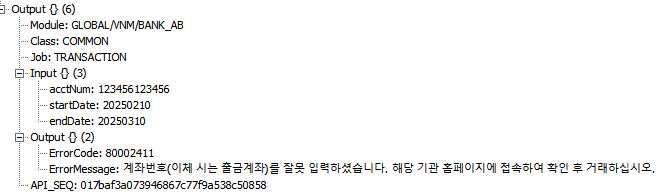 Output {} (6)
Module: GLOBAL/VNM/BANK_AB
Class: COMMON
Job: TRANSACTION
Input {} (3)
acctNum: 123456123456
startDate: 20250210
endDate: 20250310
Output {} (2)
ErrorCode: 80002411
ErrorMessage: 계좌번호(이체 시는 출금계좌)를 잘못 입력하셨습니다. 해당 기관 홈페이지에 접속하여 확인 후 거래하십시오.
API_SEQ: 017baf3a073946867c77f9a538c50858